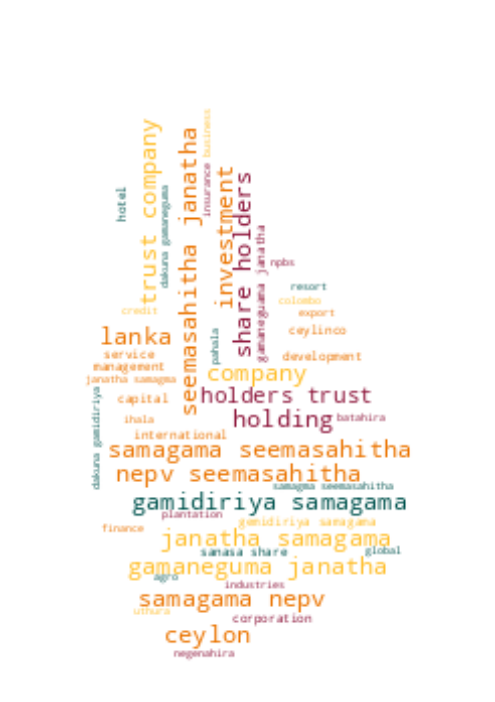 business
trust company
seemasahitha janatha
insurance
investment
share holders
hotel
dakuna gamaneguma
gamaneguama janatha
npbs
resort
colombo
credit
export
lanka
ceylinco
pahala
service
development
management
company
janatha samagma
dakuna gamidiriya
capital
holders trust
ihala
holding
batahira
international
samagama seemasahitha
nepv seemasahitha
samagma seemasahitha
gamidiriya samagama
plantation
gemidiriya samagama
finance
janatha samagama
sanasa share
global
gamaneguma janatha
agro
industries
samagama nepv
uthura
corporation
ceylon
negenahira